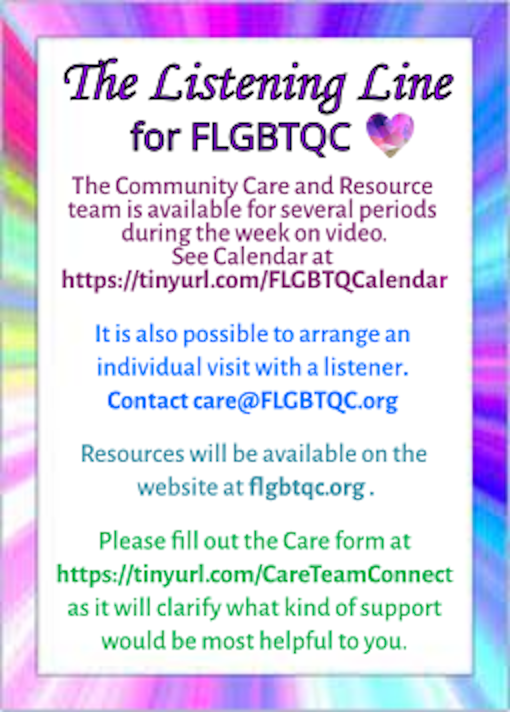 The Listening Line
for FLGBTQC
The Community Care and Resource
team is available for several periods
during the week on video.
See Calendar at
https://tinyurl.com/FLGBTQCalendar
It is also possible to arrange an
individual visit with a listener.
Contact care@FLGBTQC.org
Resources will be available on the
website at flgbtqc.org .
Please fill out the Care form at
https://tinyurl.com/CareTeamConnect
as it will clarify what kind of support
would be most helpful to you.